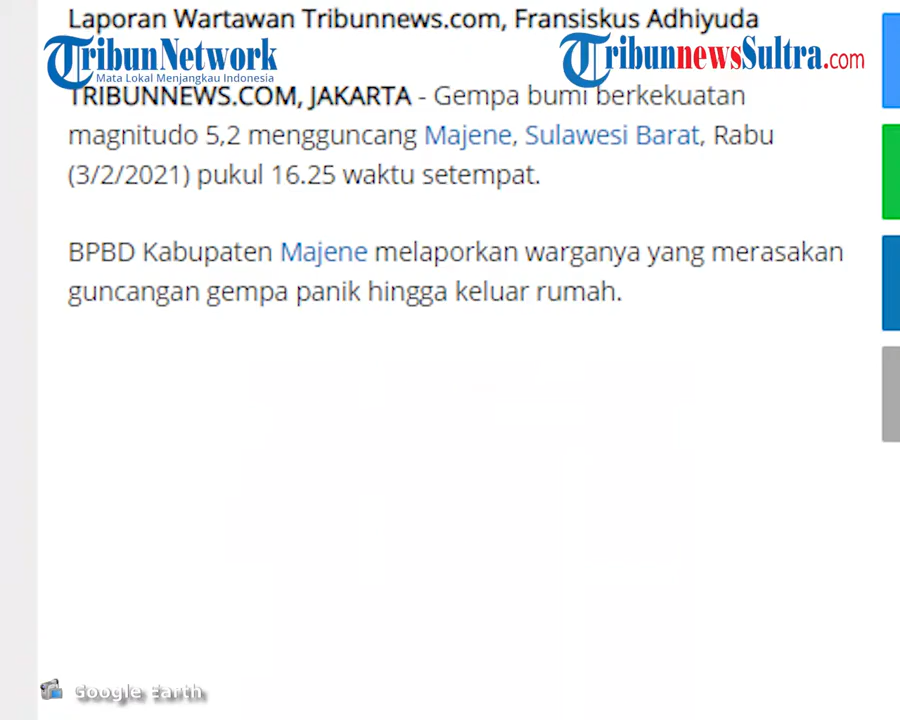 Laporan Wartawan Tribunnews.com, Fransiskus Adhiyuda
TribunNetwork
Mata Lokal Menjangkau Indonesia
TribunnewsSultra.com
TRIBUNNEWS.COM, JAKARTA - Gempa bumi berkekuatan
magnitudo 5,2 mengguncang Majene, Sulawesi Barat, Rabu
(3/2/2021) pukul 16.25 waktu setempat.
BPBD Kabupaten Majene melaporkan warganya yang merasakan
guncangan gempa panik hingga keluar rumah.
Google Earth